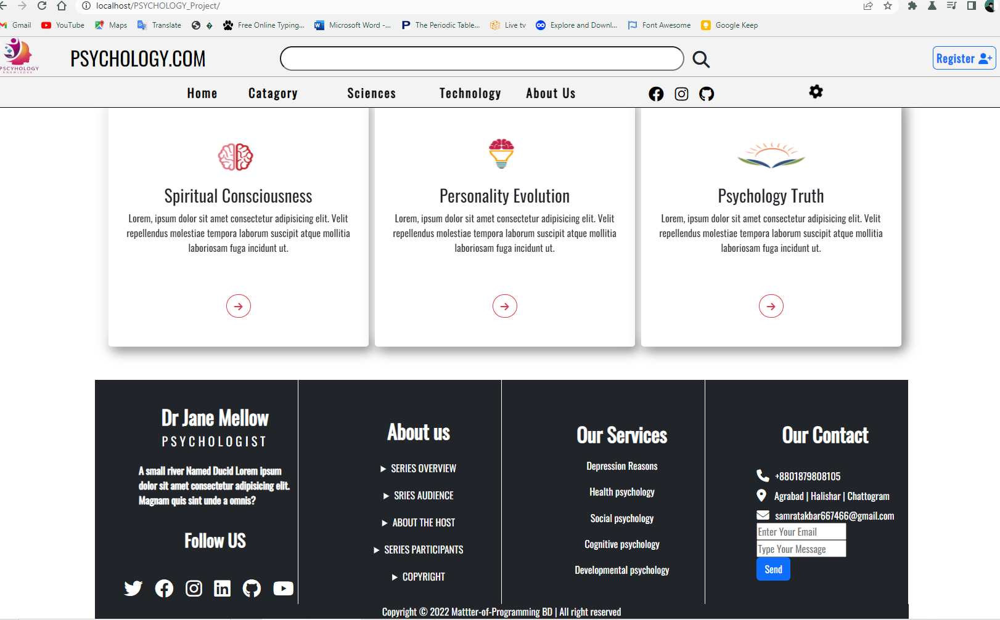 localhost/PSYCHOLOGY_Project/
Gmail YouTube Maps Translate Free Online Typing... Microsoft Word -... The Periodic Table... Live tv Explore and Downl... Font Awesome Google Keep
PSCYHOLOGY
KNOWLEDGE
PSYCHOLOGY.COM
Register
Home Catagory Sciences Technology About Us
Spiritual Consciousness
Lorem, ipsum dolor sit amet consectetur adipisicing elit. Velit
repellendus molestiae tempora laborum suscipit atque mollitia
laboriosam fuga incidunt ut.
Personality Evolution
Lorem, ipsum dolor sit amet consectetur adipisicing elit. Velit
repellendus molestiae tempora laborum suscipit atque mollitia
laboriosam fuga incidunt ut.
Psychology Truth
Lorem, ipsum dolor sit amet consectetur adipisicing elit. Velit
repellendus molestiae tempora laborum suscipit atque mollitia
laboriosam fuga incidunt ut.
Dr Jane Mellow
PSYCHOLOGIST
A small river Named Ducid Lorem ipsum
dolor sit amet consectetur adipisicing elit.
Magnam quis sint unde a omnis?
Follow US
About us
SERIES OVERVIEW
SRIES AUDIENCE
ABOUT THE HOST
SERIES PARTICIPANTS
COPYRIGHT
Our Services
Depression Reasons
Health psychology
Social psychology
Cognitive psychology
Developmental psychology
Our Contact
+8801879808105
Agrabad | Halishar | Chattogram
samratakbar667466@gmail.com
Enter Your Email
Type Your Message
Send
Copyright © 2022 Mattter-of-Programming BD | All right reserved